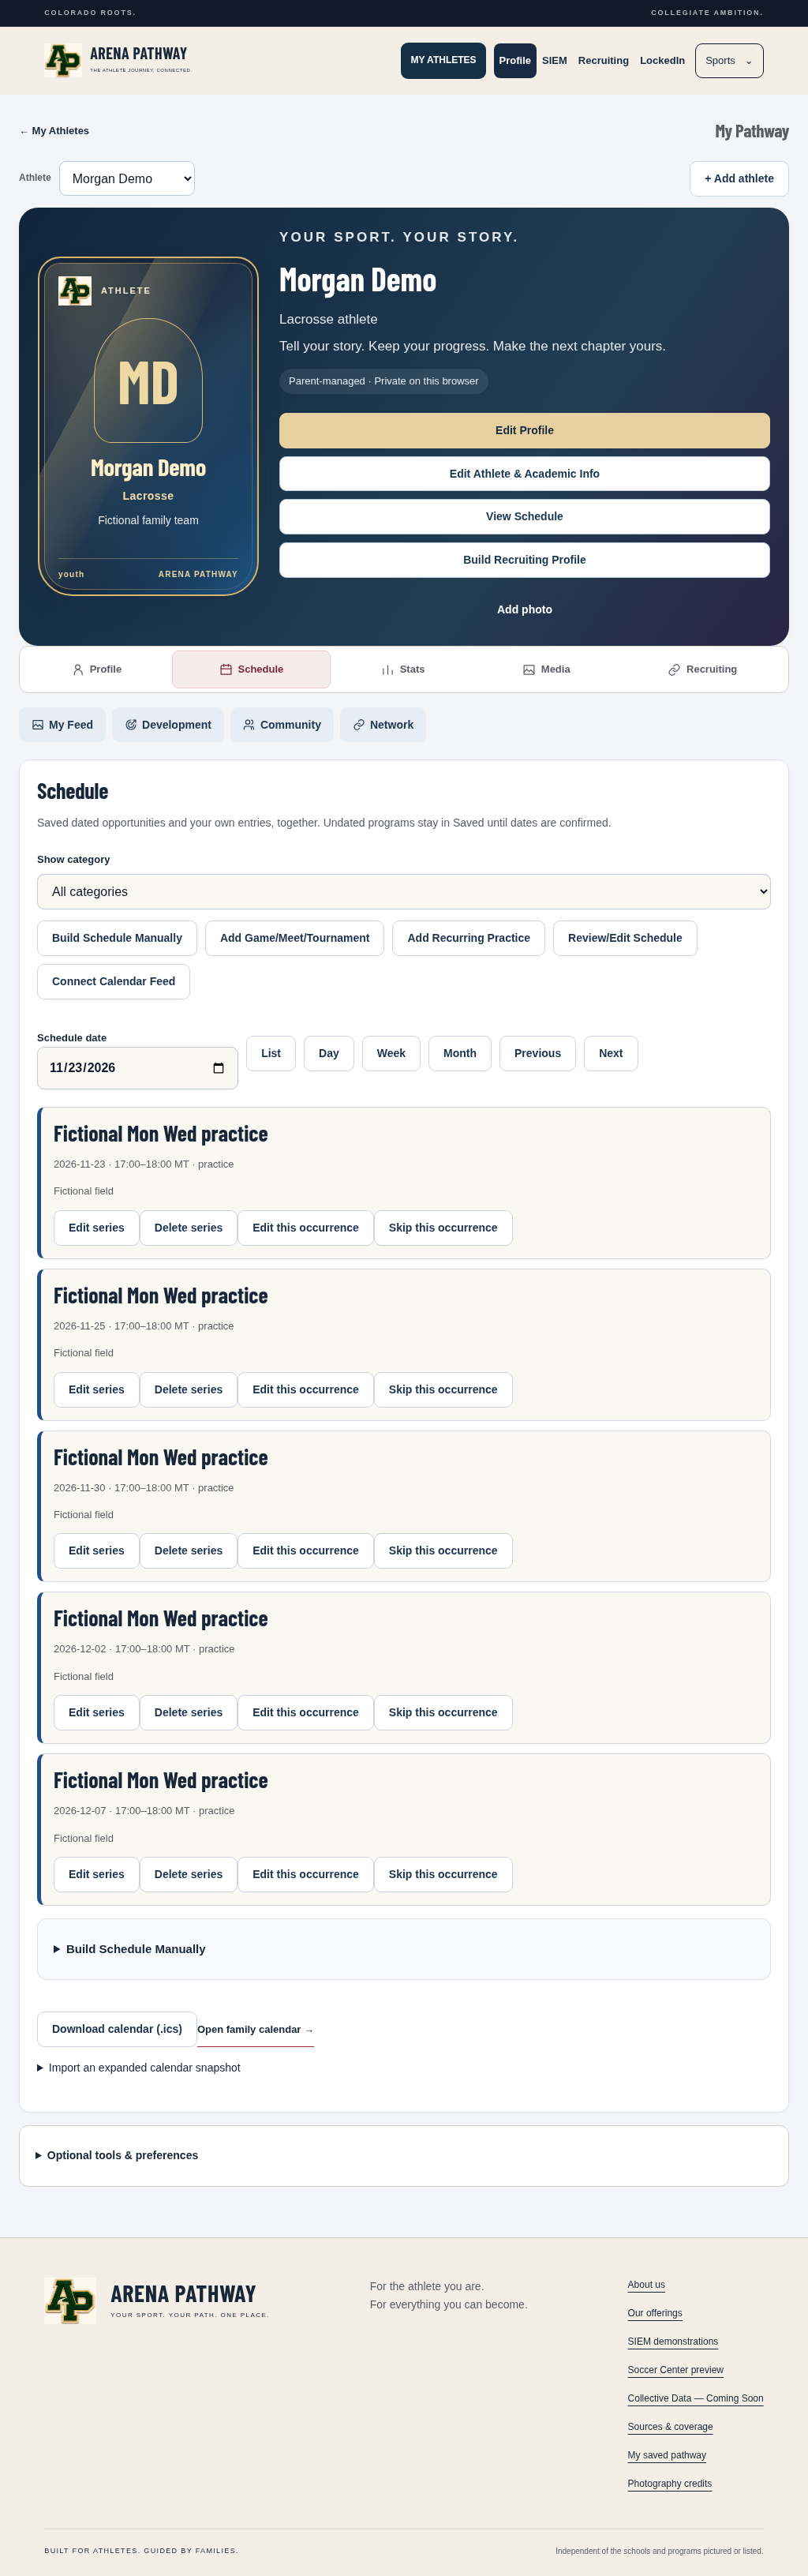 COLORADO ROOTS.
COLLEGIATE AMBITION.
AP
ARENA PATHWAY
THE ATHLETE JOURNEY, CONNECTED.
MY ATHLETES
Profile
SIEM
Recruiting
LockedIn
Sports
← My Athletes
My Pathway
Athlete
Morgan Demo
+ Add athlete
YOUR SPORT. YOUR STORY.
AP
ATHLETE
MD
Morgan Demo
Lacrosse
Fictional family team
youth
ARENA PATHWAY
Morgan Demo
Lacrosse athlete
Tell your story. Keep your progress. Make the next chapter yours.
Parent-managed · Private on this browser
Edit Profile
Edit Athlete & Academic Info
View Schedule
Build Recruiting Profile
Add photo
Profile
Schedule
Stats
Media
Recruiting
My Feed
Development
Community
Network
Schedule
Saved dated opportunities and your own entries, together. Undated programs stay in Saved until dates are confirmed.
Show category
All categories
Build Schedule Manually
Add Game/Meet/Tournament
Add Recurring Practice
Review/Edit Schedule
Connect Calendar Feed
Schedule date
11/23/2026
List
Day
Week
Month
Previous
Next
Fictional Mon Wed practice
2026-11-23 · 17:00–18:00 MT · practice
Fictional field
Edit series
Delete series
Edit this occurrence
Skip this occurrence
Fictional Mon Wed practice
2026-11-25 · 17:00–18:00 MT · practice
Fictional field
Edit series
Delete series
Edit this occurrence
Skip this occurrence
Fictional Mon Wed practice
2026-11-30 · 17:00–18:00 MT · practice
Fictional field
Edit series
Delete series
Edit this occurrence
Skip this occurrence
Fictional Mon Wed practice
2026-12-02 · 17:00–18:00 MT · practice
Fictional field
Edit series
Delete series
Edit this occurrence
Skip this occurrence
Fictional Mon Wed practice
2026-12-07 · 17:00–18:00 MT · practice
Fictional field
Edit series
Delete series
Edit this occurrence
Skip this occurrence
Build Schedule Manually
Download calendar (.ics)
Open family calendar →
Import an expanded calendar snapshot
Optional tools & preferences
AP
ARENA PATHWAY
YOUR SPORT. YOUR PATH. ONE PLACE.
For the athlete you are.
For everything you can become.
About us
Our offerings
SIEM demonstrations
Soccer Center preview
Collective Data — Coming Soon
Sources & coverage
My saved pathway
Photography credits
BUILT FOR ATHLETES. GUIDED BY FAMILIES.
Independent of the schools and programs pictured or listed.